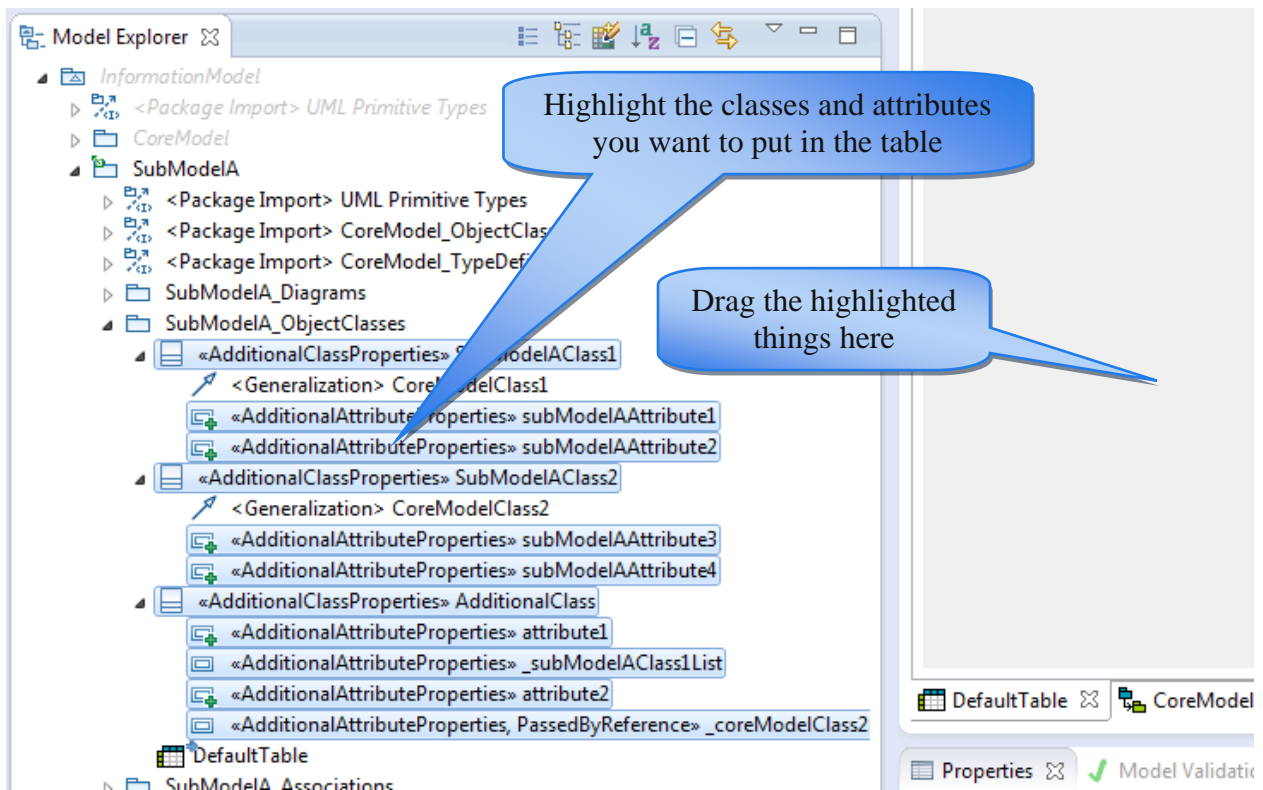 Model Explorer
InformationModel
<Package Import> UML Primitive Types
CoreModel
SubModelA
<Package Import> UML Primitive Types
<Package Import> CoreModel_ObjectClas
<Package Import> CoreModel_TypeDefi
SubModelA_Diagrams
SubModelA_ObjectClasses
«AdditionalClassProperties» S odelAClass1
<Generalization> CoreModelClass1
«AdditionalAttributeProperties» subModelAAttribute1
«AdditionalAttributeProperties» subModelAAttribute2
«AdditionalClassProperties» SubModelAClass2
<Generalization> CoreModelClass2
«AdditionalAttributeProperties» subModelAAttribute3
«AdditionalAttributeProperties» subModelAAttribute4
«AdditionalClassProperties» AdditionalClass
«AdditionalAttributeProperties» attribute1
«AdditionalAttributeProperties» _subModelAClass1List
«AdditionalAttributeProperties» attribute2
«AdditionalAttributeProperties, PassedByReference» _coreModelClass2
DefaultTable
SubModelA_Associations
Highlight the classes and attributes
you want to put in the table
Drag the highlighted
things here
DefaultTable CoreModel
Properties Model Validatio